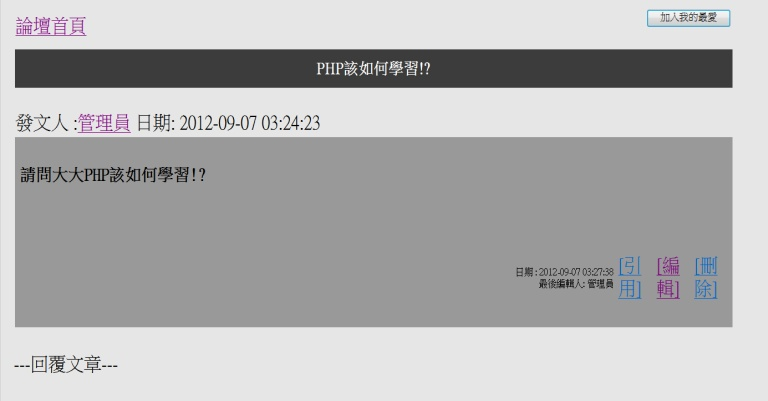 論壇首頁
加入我的最愛
PHP該如何學習!?
發文人 :管理員 日期: 2012-09-07 03:24:23
請問大大PHP該如何學習!?
日期 : 2012-09-07 03:27:38
最後編輯人: 管理員
[引用]
[編輯]
[刪除]
---回覆文章---